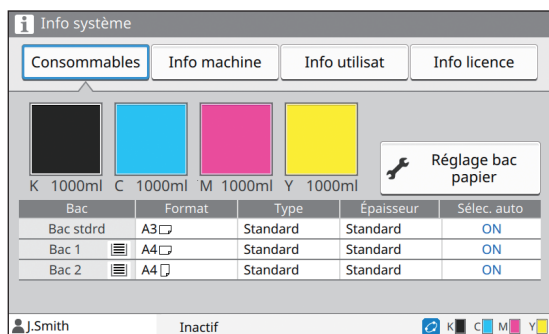 i Info système
Consommables Info machine Info utilisat Info licence
K 1000ml C 1000ml M 1000ml Y 1000ml
Réglage bac
papier
Bac Format Type Épaisseur Sélec. auto
Bac stdrd A3 Standard Standard ON
Bac 1 A4 Standard Standard ON
Bac 2 A4 Standard Standard ON
J.Smith Inactif K C M Y